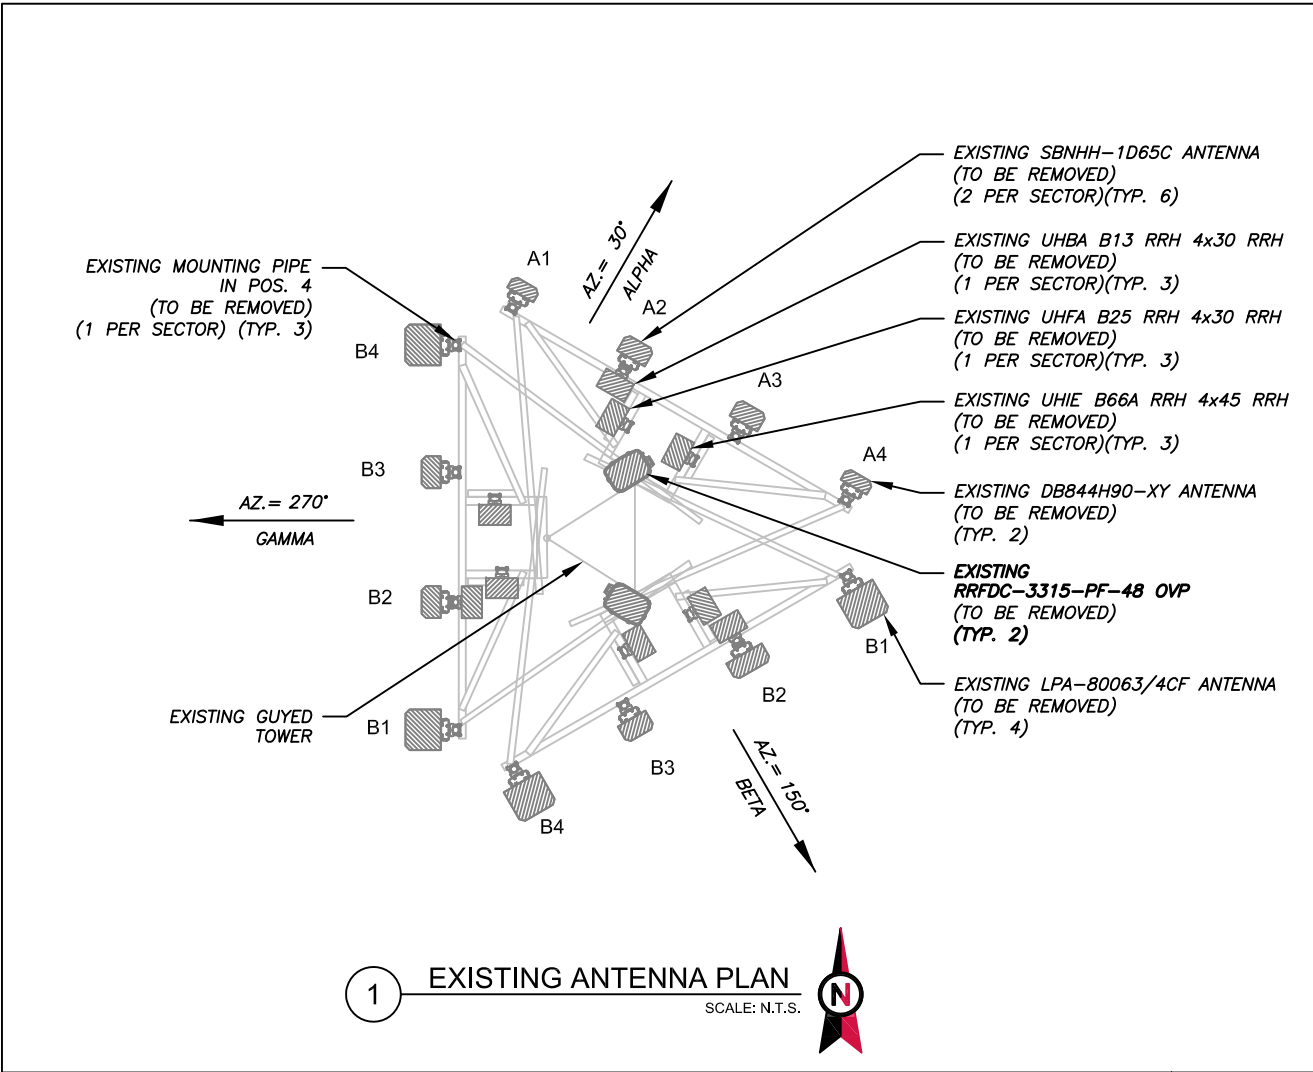 EXISTING SBNHH-1D65C ANTENNA
(TO BE REMOVED)
(2 PER SECTOR)(TYP. 6)
EXISTING UHBA B13 RRH 4x30 RRH
(TO BE REMOVED)
(1 PER SECTOR)(TYP. 3)
EXISTING UHFA B25 RRH 4x30 RRH
(TO BE REMOVED)
(1 PER SECTOR)(TYP. 3)
EXISTING UHIE B66A RRH 4x45 RRH
(TO BE REMOVED)
(1 PER SECTOR)(TYP. 3)
EXISTING DB844H90-XY ANTENNA
(TO BE REMOVED)
(TYP. 2)
EXISTING
RRFDC-3315-PF-48 OVP
(TO BE REMOVED)
(TYP. 2)
EXISTING LPA-80063/4CF ANTENNA
(TO BE REMOVED)
(TYP. 4)
EXISTING MOUNTING PIPE
IN POS. 4
(TO BE REMOVED)
(1 PER SECTOR) (TYP. 3)
A1
AZ.= 30°
ALPHA
A2
A3
A4
B4
B3
AZ.= 270°
GAMMA
B2
B1
EXISTING GUYED
TOWER
B1
B2
B3
B4
AZ.= 150°
BETA
1
EXISTING ANTENNA PLAN
SCALE: N.T.S.
N